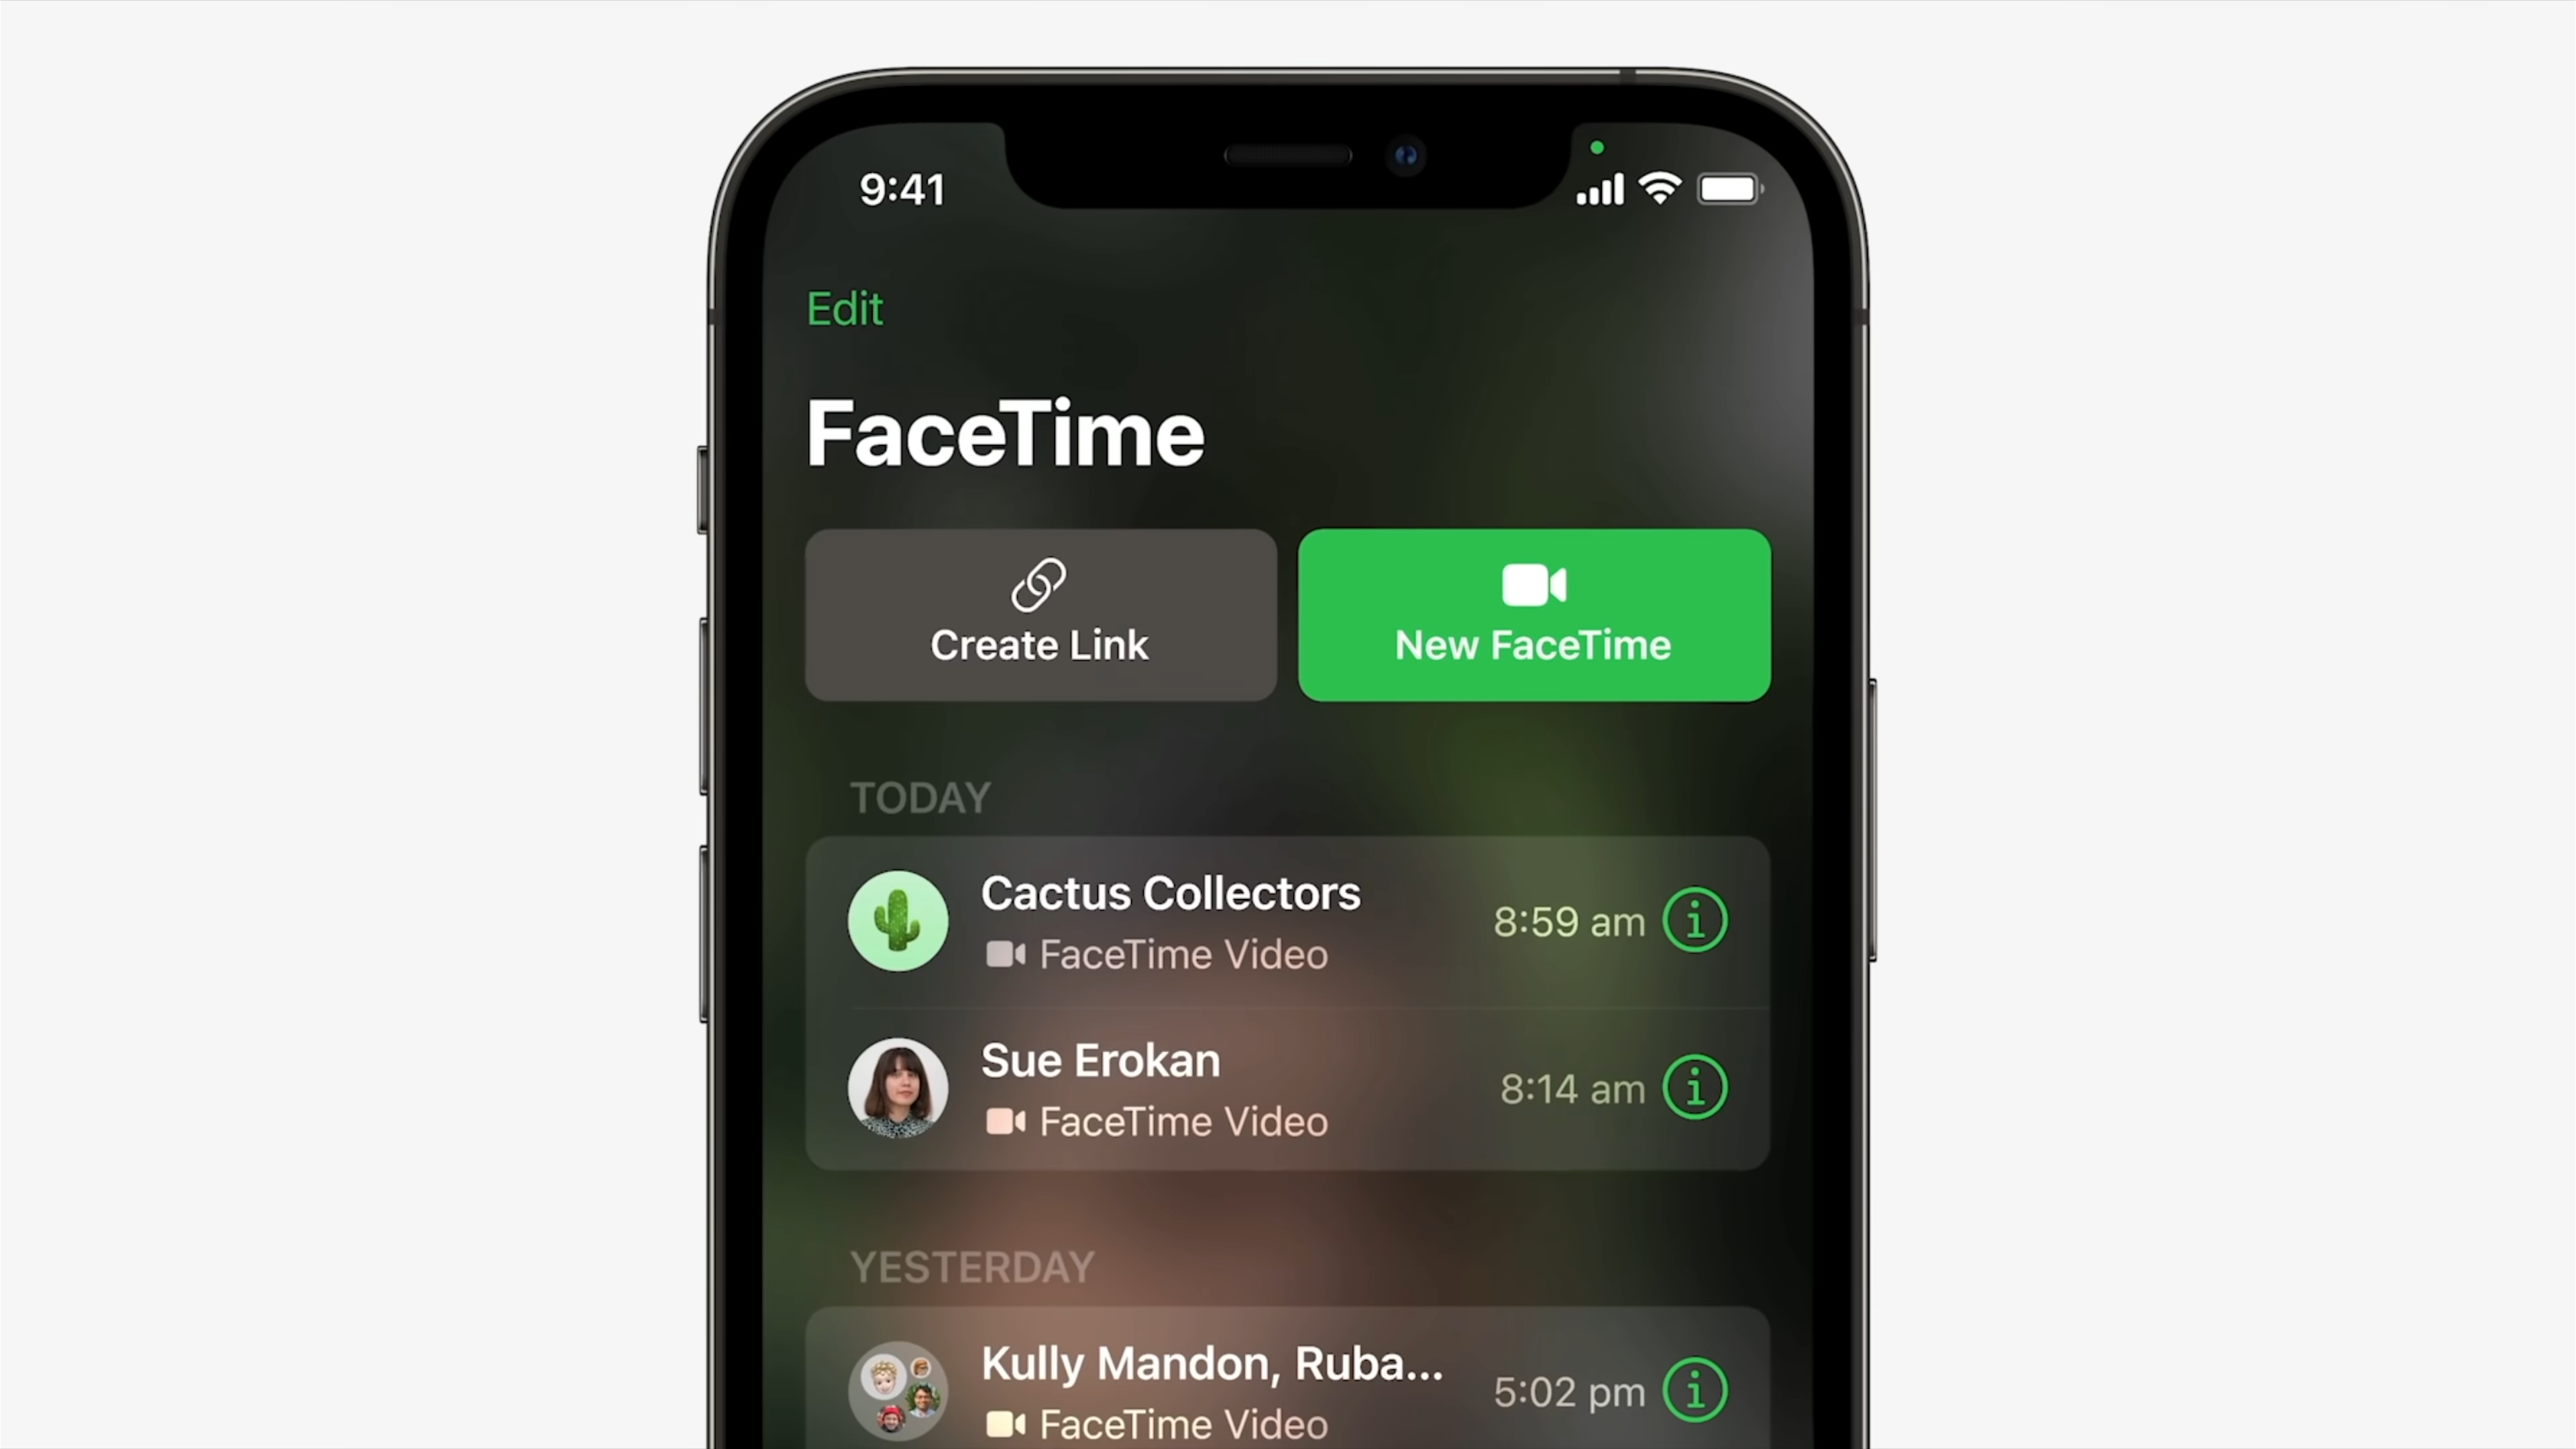 9:41
Edit
FaceTime
Create Link
New FaceTime
TODAY
Cactus Collectors
8:59 am
FaceTime Video
Sue Erokan
8:14 am
FaceTime Video
YESTERDAY
Kully Mandon, Ruba...
5:02 pm
FaceTime Video